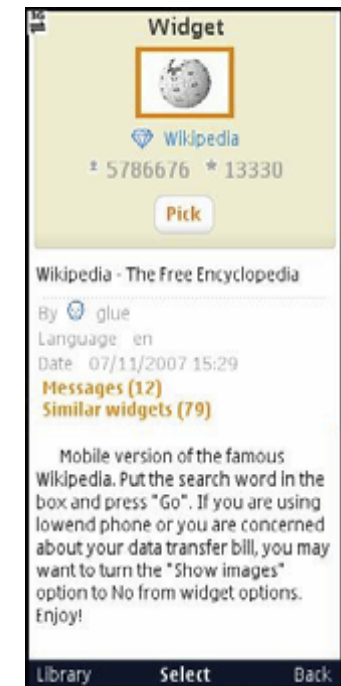 3G
Widget
Wikipedia
5786676 * 13330
Pick
Wikipedia - The Free Encyclopedia
By glue
Language en
Date 07/11/2007 15:29
Messages (12)
Similar widgets (79)
Mobile version of the famous
Wikipedia. Put the search word in the
box and press "Go". If you are using
lowend phone or you are concerned
about your data transfer bill, you may
want to turn the "Show images"
option to No from widget options.
Enjoy!
Library Select Back